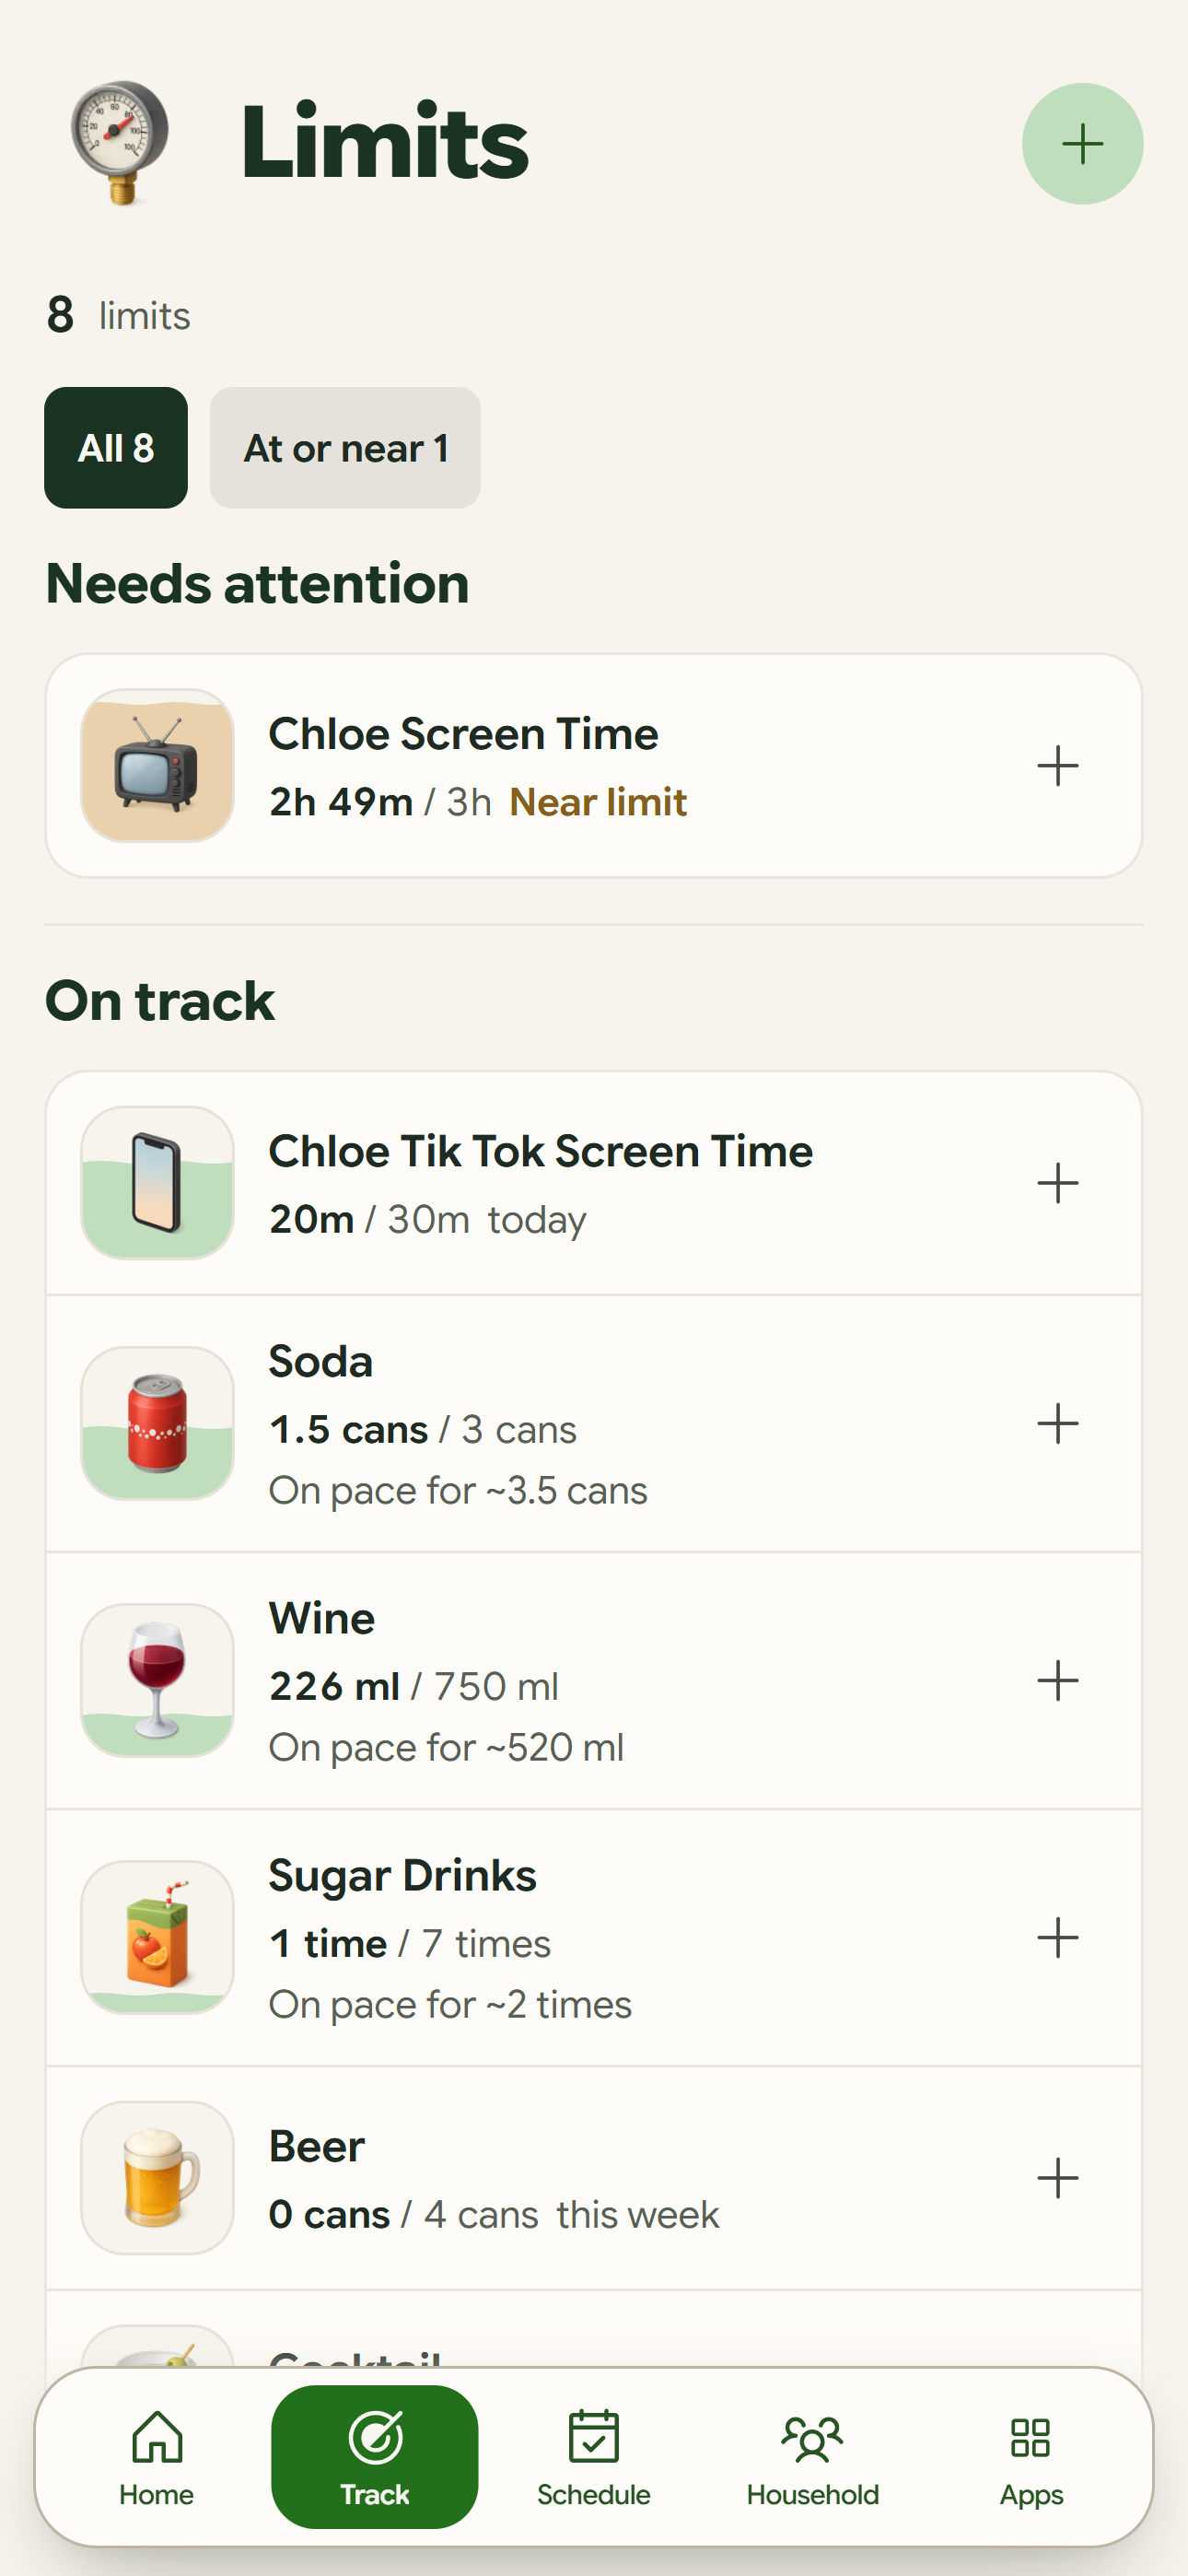 Limits
8 limits
All 8
At or near 1
Needs attention
Chloe Screen Time
2h 49m / 3h Near limit
On track
Chloe Tik Tok Screen Time
20m / 30m today
Soda
1.5 cans / 3 cans
On pace for ~3.5 cans
Wine
226 ml / 750 ml
On pace for ~520 ml
Sugar Drinks
1 time / 7 times
On pace for ~2 times
Beer
0 cans / 4 cans this week
Cocktail
Home
Track
Schedule
Household
Apps